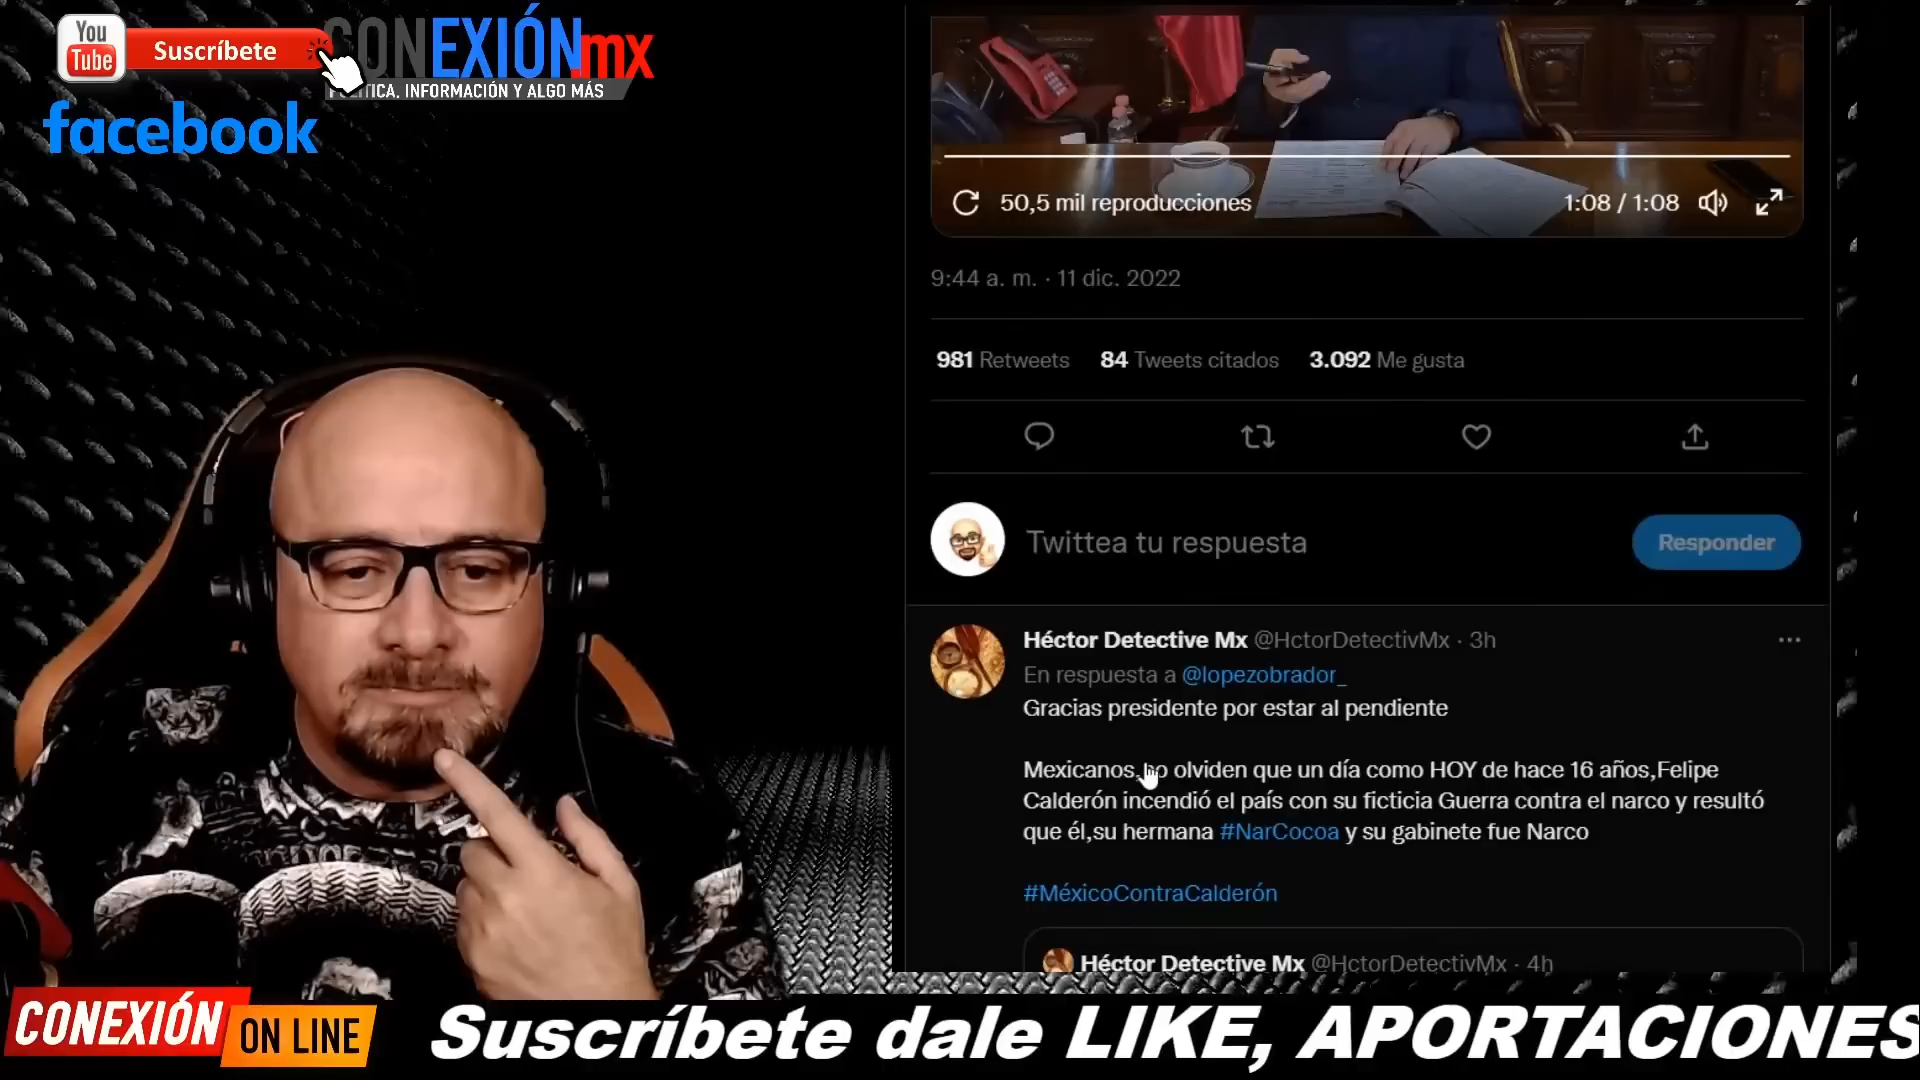 You
Tube
Suscríbete
CONEXIÓNmx
POLÍTICA, INFORMACIÓN Y ALGO MÁS
facebook
50,5 mil reproducciones
1:08 / 1:08
9:44 a. m. · 11 dic. 2022
981 Retweets 84 Tweets citados 3.092 Me gusta
Twittea tu respuesta
Responder
Héctor Detective Mx @HctorDetectivMx · 3h
En respuesta a @lopezobrador_
Gracias presidente por estar al pendiente
Mexicanos,no olviden que un día como HOY de hace 16 años,Felipe
Calderón incendió el país con su ficticia Guerra contra el narco y resultó
que él,su hermana #NarCocoa y su gabinete fue Narco
#MéxicoContraCalderón
Héctor Detective Mx @HctorDetectivMx · 4h
CONEXIÓN
ON LINE
Suscríbete dale LIKE, APORTACIONES